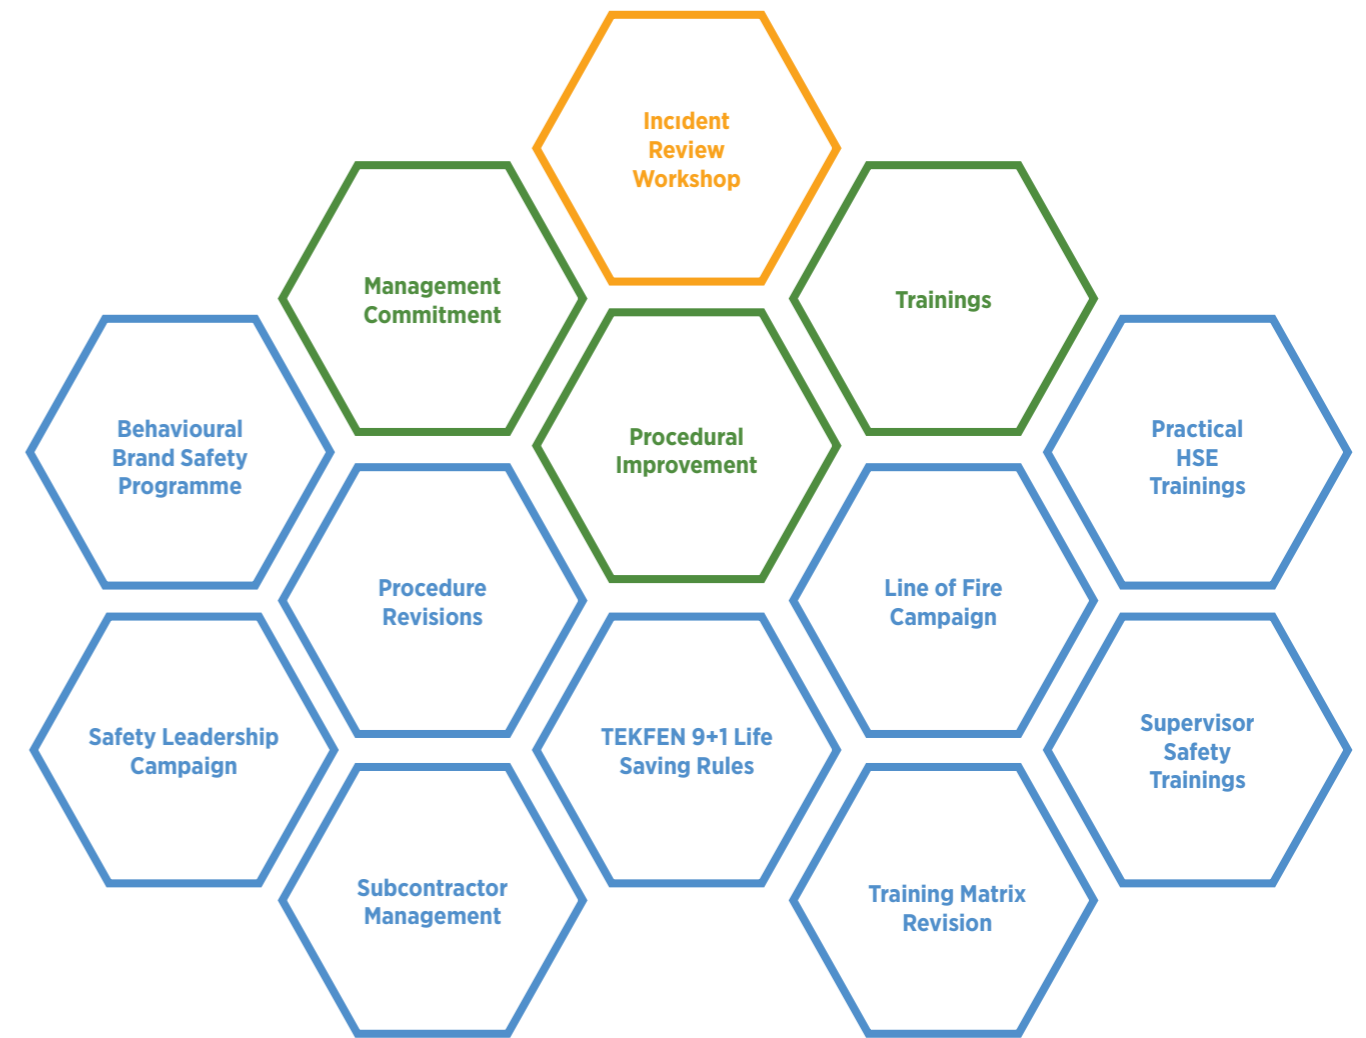 Incıdent
Review
Workshop
Management
Commitment
Trainings
Procedural
Improvement
Behavioural
Brand Safety
Programme
Practical
HSE
Trainings
Procedure
Revisions
Line of Fire
Campaign
Safety Leadership
Campaign
TEKFEN 9+1 Life
Saving Rules
Supervisor
Safety
Trainings
Subcontractor
Management
Training Matrix
Revision